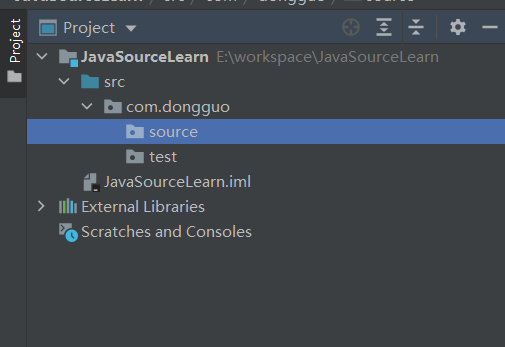 Project
Project
JavaSourceLearn E:\workspace\JavaSourceLearn
src
com.dongguo
source
test
JavaSourceLearn.iml
External Libraries
Scratches and Consoles